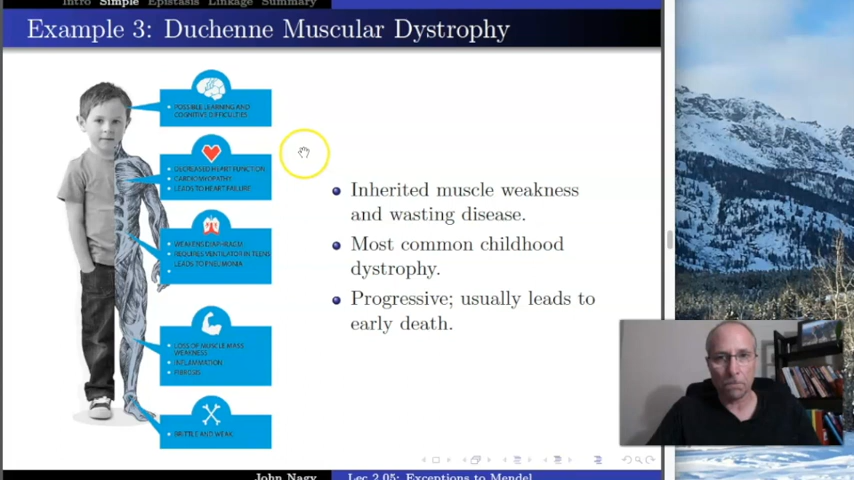 Intro Simple Epistasis Linkage Summary
Example 3: Duchenne Muscular Dystrophy
POSSIBLE LEARNING AND
COGNITIVE DIFFICULTIES
DECREASED HEART FUNCTION
CARDIOMYOPATHY
LEADS TO HEART FAILURE
WEAKENS DIAPHRAGM
REQUIRES VENTILATOR IN TEENS
LEADS TO PNEUMONIA
LOSS OF MUSCLE MASS
WEAKNESS
INFLAMMATION
FIBROSIS
BRITTLE AND WEAK
Inherited muscle weakness
and wasting disease.
Most common childhood
dystrophy.
Progressive; usually leads to
early death.
John Nagy
Lec 2.05: Exceptions to Mendel